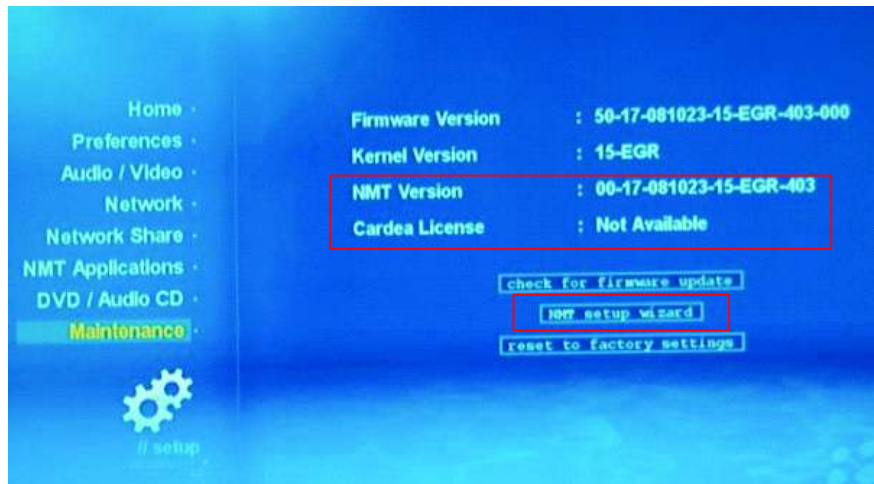 Home
Preferences
Audio / Video
Network
Network Share
NMT Applications
DVD / Audio CD
Maintenance
// setup
Firmware Version : 50-17-081023-15-EGR-403-000
Kernel Version : 15-EGR
NMT Version : 00-17-081023-15-EGR-403
Cardea License : Not Available
check for firmware update
NMT setup wizard
reset to factory settings